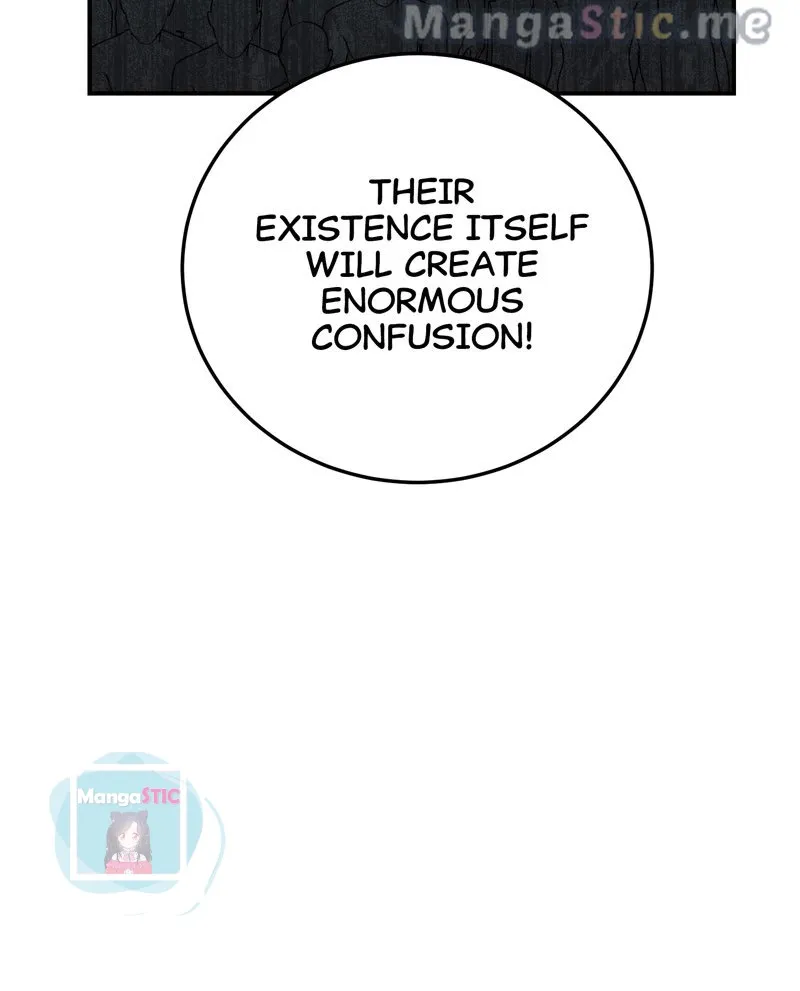 MangaStic.me
THEIR
EXISTENCE ITSELF
WILL CREATE
ENORMOUS
CONFUSION!
MangaSTIC